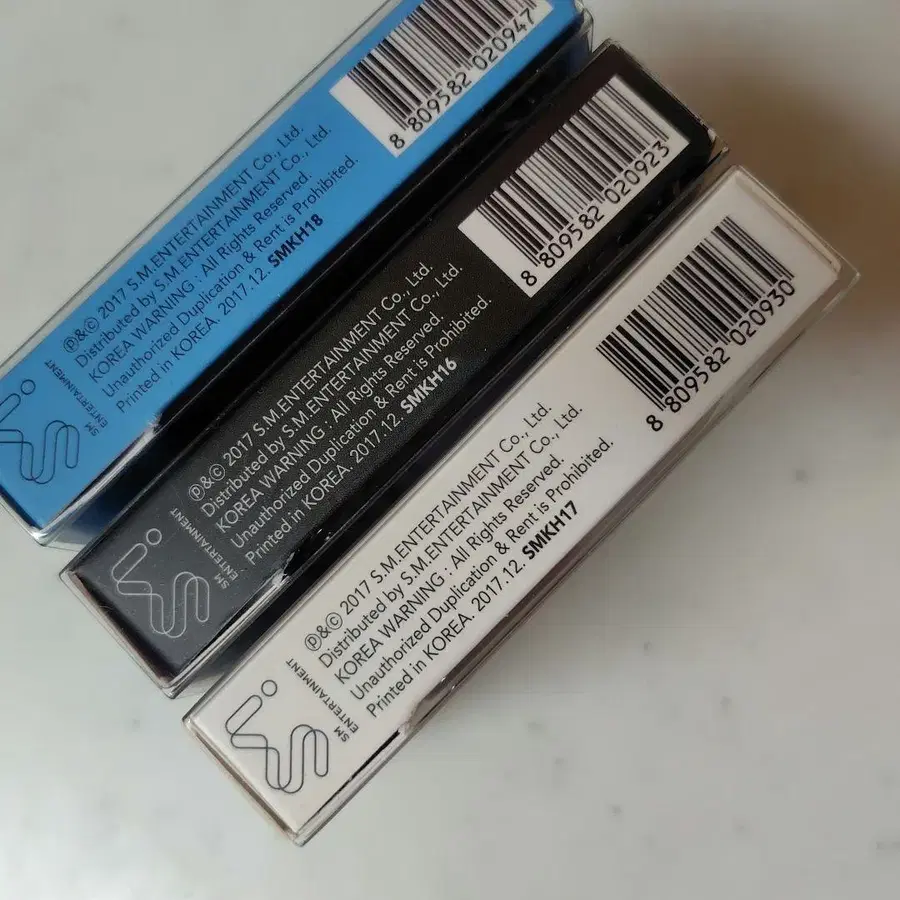 8 809582 020947
℗&© 2017 S.M.ENTERTAINMENT Co., Ltd.
Distributed by S.M.ENTERTAINMENT Co., Ltd.
KOREA WARNING : All Rights Reserved.
Unauthorized Duplication & Rent is Prohibited.
Printed in KOREA. 2017.12. SMKH18
SM
ENTERTAINMENT
8 809582 020923
℗&© 2017 S.M.ENTERTAINMENT Co., Ltd.
Distributed by S.M.ENTERTAINMENT Co., Ltd.
KOREA WARNING : All Rights Reserved.
Unauthorized Duplication & Rent is Prohibited.
Printed in KOREA. 2017.12. SMKH16
SM
ENTERTAINMENT
8 809582 020930
℗&© 2017 S.M.ENTERTAINMENT Co., Ltd.
Distributed by S.M.ENTERTAINMENT Co., Ltd.
KOREA WARNING : All Rights Reserved.
Unauthorized Duplication & Rent is Prohibited.
Printed in KOREA. 2017.12. SMKH17
SM
ENTERTAINMENT